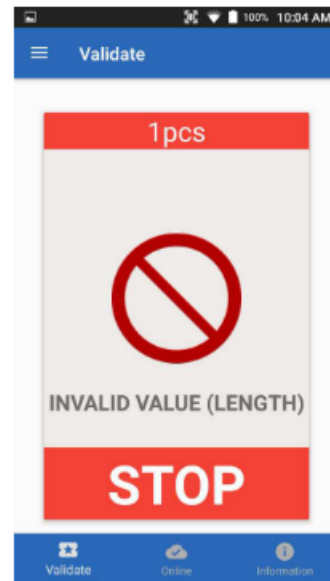 100% 10:04 AM
Validate
1pcs
INVALID VALUE (LENGTH)
STOP
Validate
Online
Information